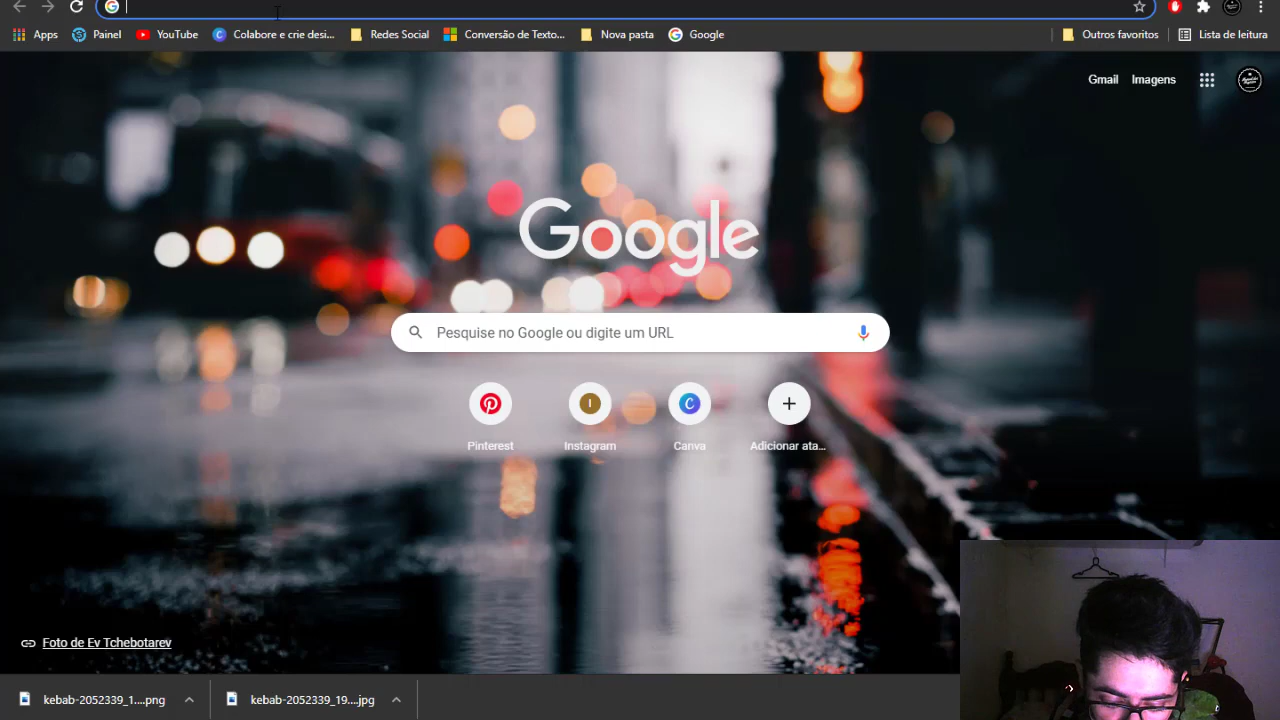 Apps Painel YouTube Colabore e crie desi... Redes Social Conversão de Texto... Nova pasta Google Outros favoritos Lista de leitura
Gmail Imagens
Google
Pesquise no Google ou digite um URL
Pinterest Instagram Canva Adicionar ata...
Foto de Ev Tchebotarev
kebab-2052339_1....png kebab-2052339_19...jpg